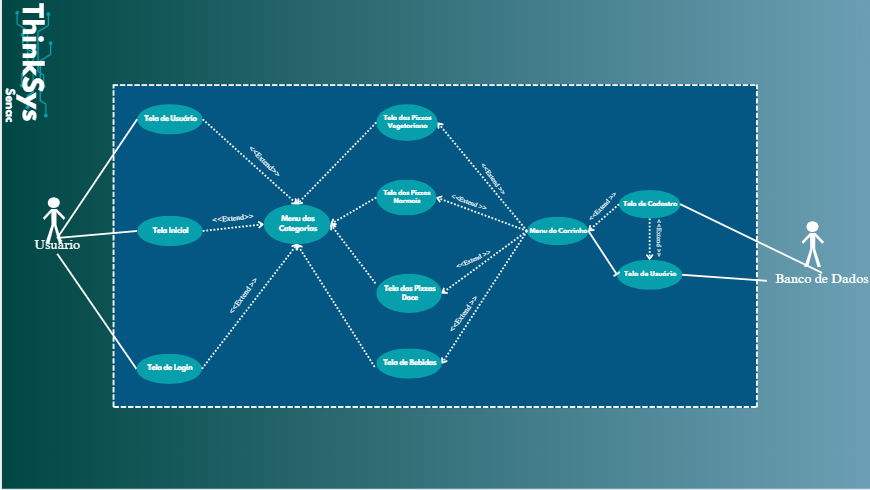 ThinkSys
Senac
Tela de Usuário
<<Extend>>
Tela das Pizzas
Vegetariana
<<Extend >>
Tela das Pizzas
Normais
<<Extend >>
<<Extend >>
Tela de Cadastro
Usuário
Tela Inicial
<<Extend>>
Menu das
Categorias
Menu do Carrinho
<<Extend >>
<<Extend >>
Tela das Pizzas
Doce
Tela de Usuário
Banco de Dados
<<Extend >>
<<Extend >>
Tela de Login
Tela de Bebidas